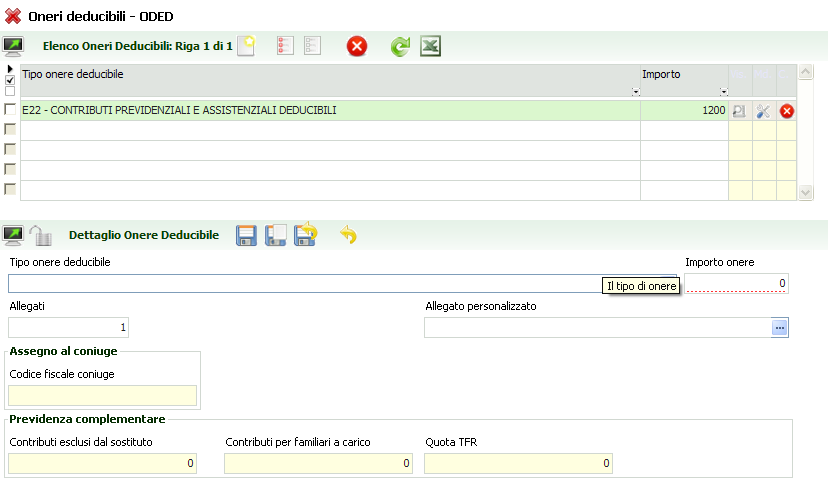 Oneri deducibili - ODED
Elenco Oneri Deducibili: Riga 1 di 1
Tipo onere deducibile Importo
E22 - CONTRIBUTI PREVIDENZIALI E ASSISTENZIALI DEDUCIBILI 1200
Dettaglio Onere Deducibile
Tipo onere deducibile Importo onere
Il tipo di onere 0
Allegati Allegato personalizzato
1 ...
Assegno al coniuge
Codice fiscale coniuge
Previdenza complementare
Contributi esclusi dal sostituto Contributi per familiari a carico Quota TFR
0 0 0